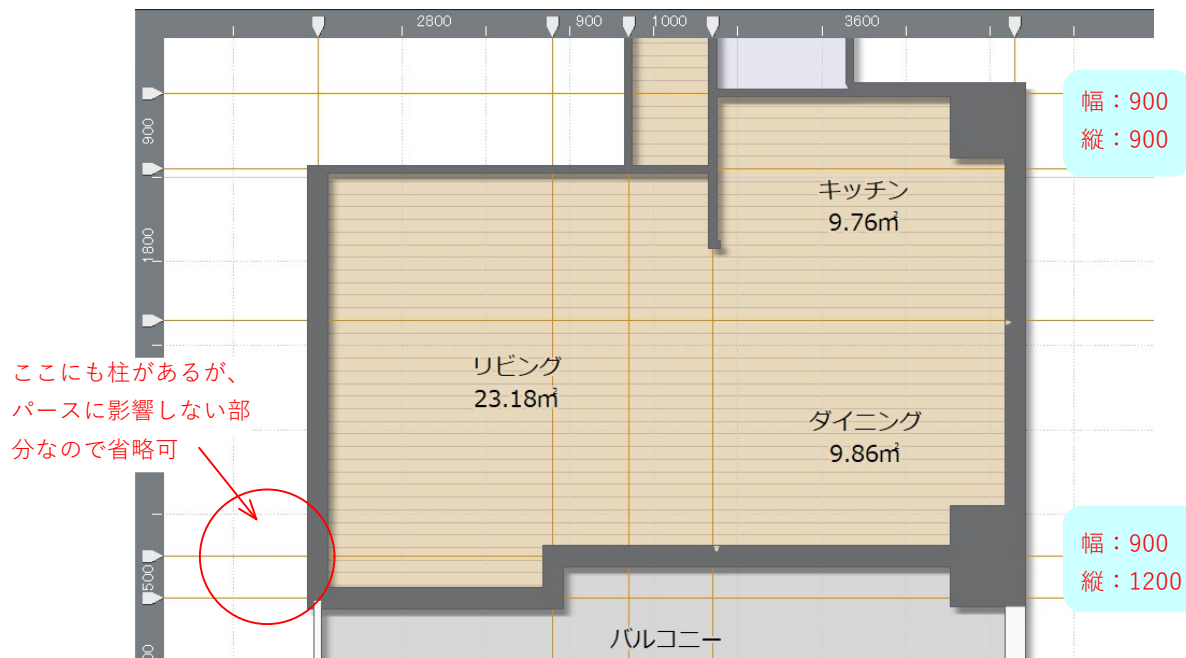 2800
900
1000
3600
900
1800
500
幅：900
縦：900
キッチン
9.76㎡
ここにも柱があるが、
パースに影響しない部
分なので省略可
リビング
23.18㎡
ダイニング
9.86㎡
幅：900
縦：1200
バルコニー